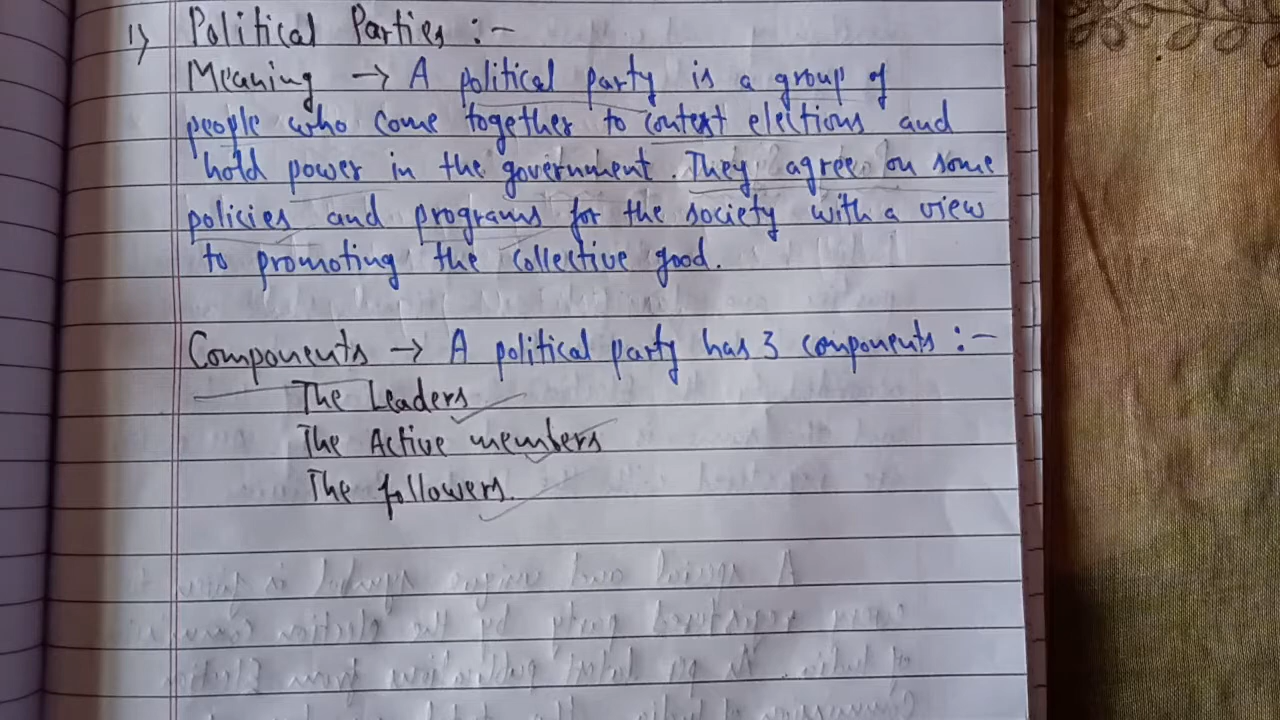 1) Political Parties :-
Meaning → A political party is a group of
people who come together to contest elections and
hold power in the government. They agree on some
policies and programs for the society with a view
to promoting the collective good.
Components → A political party has 3 components :-
The Leaders
The Active members
The followers.